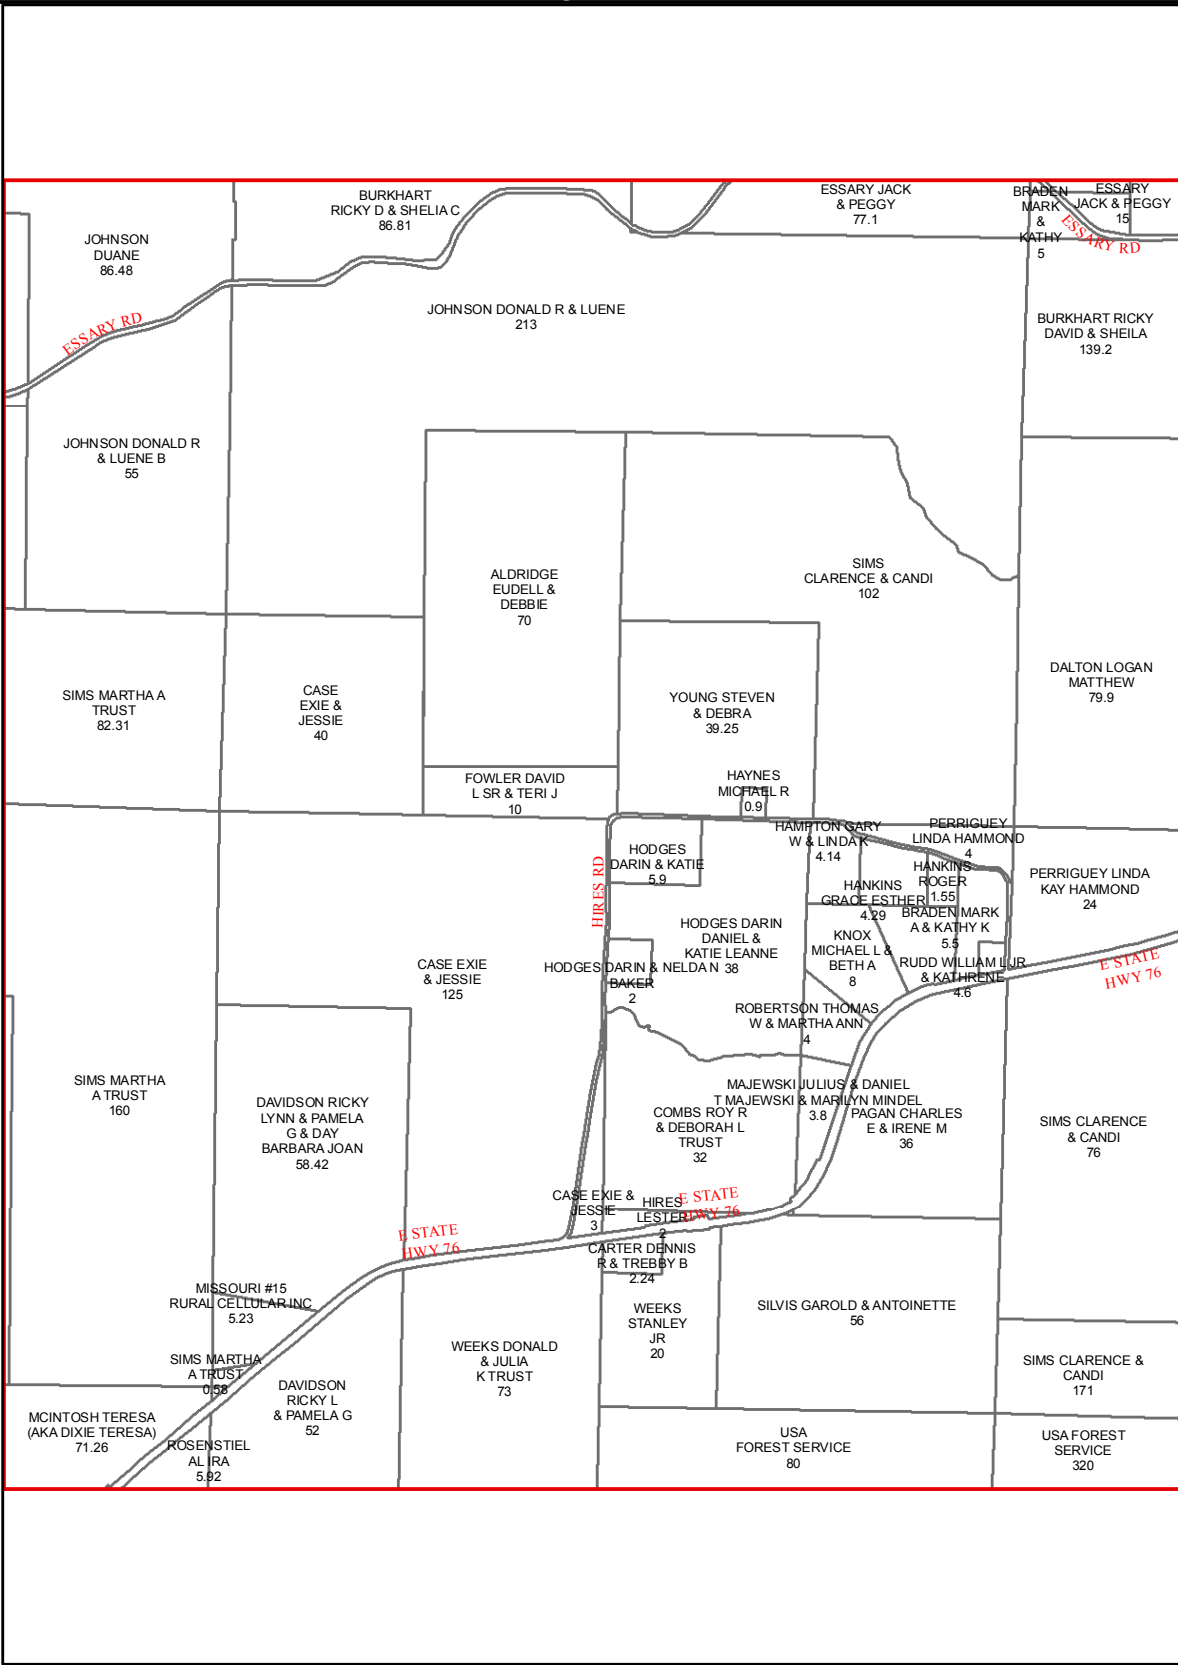 BURKHART
RICKY D & SHELIA C
86.81
ESSARY JACK
& PEGGY
77.1
BRADEN
MARK
&
KATHY
5
ESSARY
JACK & PEGGY
15
ESSARY RD
JOHNSON
DUANE
86.48
ESSARY RD
JOHNSON DONALD R & LUENE
213
BURKHART RICKY
DAVID & SHEILA
139.2
JOHNSON DONALD R
& LUENE B
55
ALDRIDGE
EUDELL &
DEBBIE
70
SIMS
CLARENCE & CANDI
102
SIMS MARTHA A
TRUST
82.31
CASE
EXIE &
JESSIE
40
YOUNG STEVEN
& DEBRA
39.25
DALTON LOGAN
MATTHEW
79.9
FOWLER DAVID
L SR & TERI J
10
HAYNES
MICHAEL R
0.9
HAMPTON GARY
W & LINDA K
4.14
PERRIGUEY
LINDA HAMMOND
4
HODGES
DARIN & KATIE
5.9
HIRES RD
HANKINS
ROGER
1.55
HANKINS
GRACE ESTHER
4.29
PERRIGUEY LINDA
KAY HAMMOND
24
BRADEN MARK
A & KATHY K
5.5
HODGES DARIN
DANIEL &
KATIE LEANNE
38
KNOX
MICHAEL L &
BETH A
8
CASE EXIE
& JESSIE
125
HODGES DARIN & NELDA N
BAKER
2
RUDD WILLIAM L JR
& KATHRENE
4.6
E STATE
HWY 76
ROBERTSON THOMAS
W & MARTHA ANN
4
SIMS MARTHA
A TRUST
160
DAVIDSON RICKY
LYNN & PAMELA
G & DAY
BARBARA JOAN
58.42
MAJEWSKI JULIUS & DANIEL
T MAJEWSKI & MARILYN MINDEL
3.8
COMBS ROY R
& DEBORAH L
TRUST
32
PAGAN CHARLES
E & IRENE M
36
SIMS CLARENCE
& CANDI
76
CASE EXIE &
JESSIE
3
HIRES
LESTER
2
E STATE
HWY 76
E STATE
HWY 76
CARTER DENNIS
R & TREBBY B
2.24
MISSOURI #15
RURAL CELLULAR INC
5.23
WEEKS
STANLEY
JR
20
SILVIS GAROLD & ANTOINETTE
56
SIMS MARTHA
A TRUST
0.58
WEEKS DONALD
& JULIA
K TRUST
73
SIMS CLARENCE &
CANDI
171
DAVIDSON
RICKY L
& PAMELA G
52
MCINTOSH TERESA
(AKA DIXIE TERESA)
71.26
ROSENSTIEL
AL IRA
5.92
USA
FOREST SERVICE
80
USA FOREST
SERVICE
320